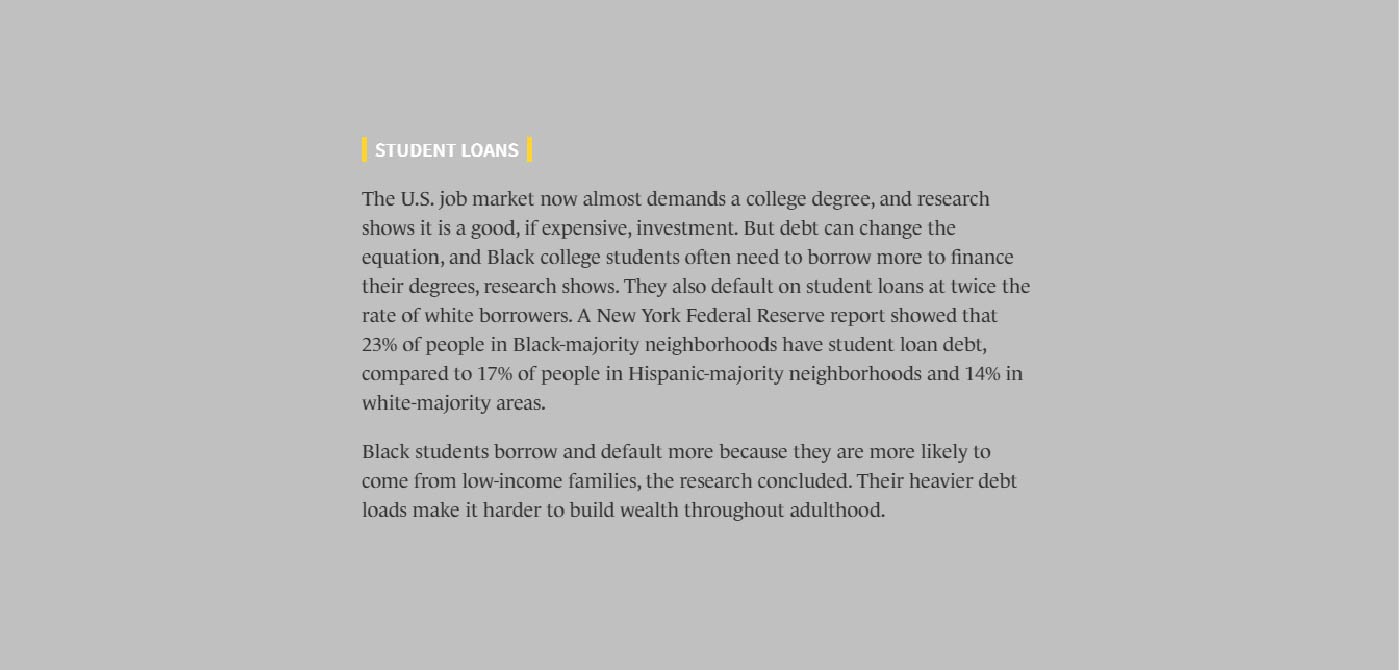 STUDENT LOANS
The U.S. job market now almost demands a college degree, and research
shows it is a good, if expensive, investment. But debt can change the
equation, and Black college students often need to borrow more to finance
their degrees, research shows. They also default on student loans at twice the
rate of white borrowers. A New York Federal Reserve report showed that
23% of people in Black-majority neighborhoods have student loan debt,
compared to 17% of people in Hispanic-majority neighborhoods and 14% in
white-majority areas.
Black students borrow and default more because they are more likely to
come from low-income families, the research concluded. Their heavier debt
loads make it harder to build wealth throughout adulthood.